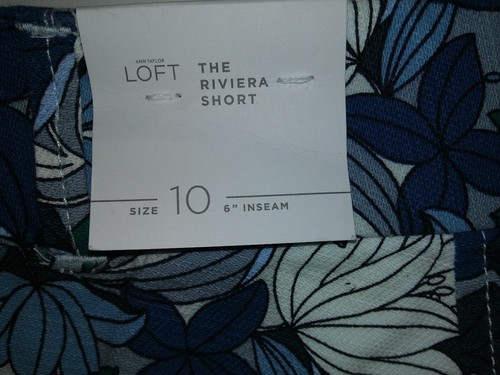 ANN TAYLOR
LOFT
THE
RIVIERA
SHORT
SIZE 10 6" INSEAM